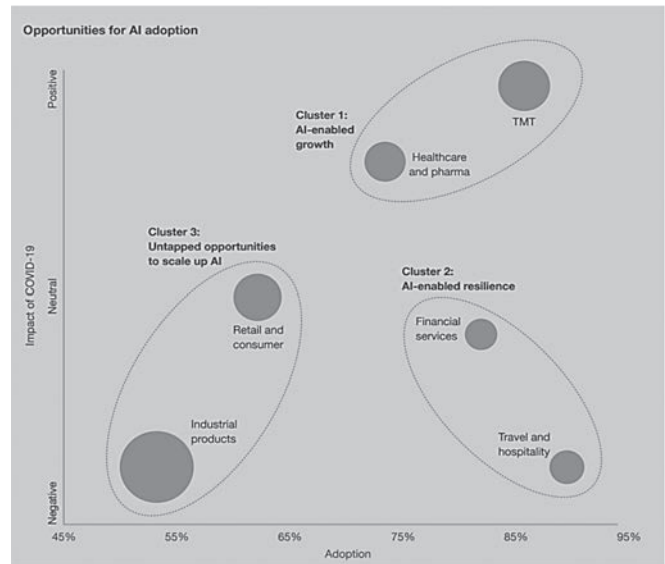 Opportunities for AI adoption
Positive
Cluster 1:
AI-enabled
growth
TMT
Healthcare
and pharma
Impact of COVID-19
Neutral
Cluster 3:
Untapped opportunities
to scale up AI
Retail and
consumer
Cluster 2:
AI-enabled resilience
Financial
services
Industrial
products
Travel and
hospitality
Negative
45%
55%
65%
75%
85%
95%
Adoption